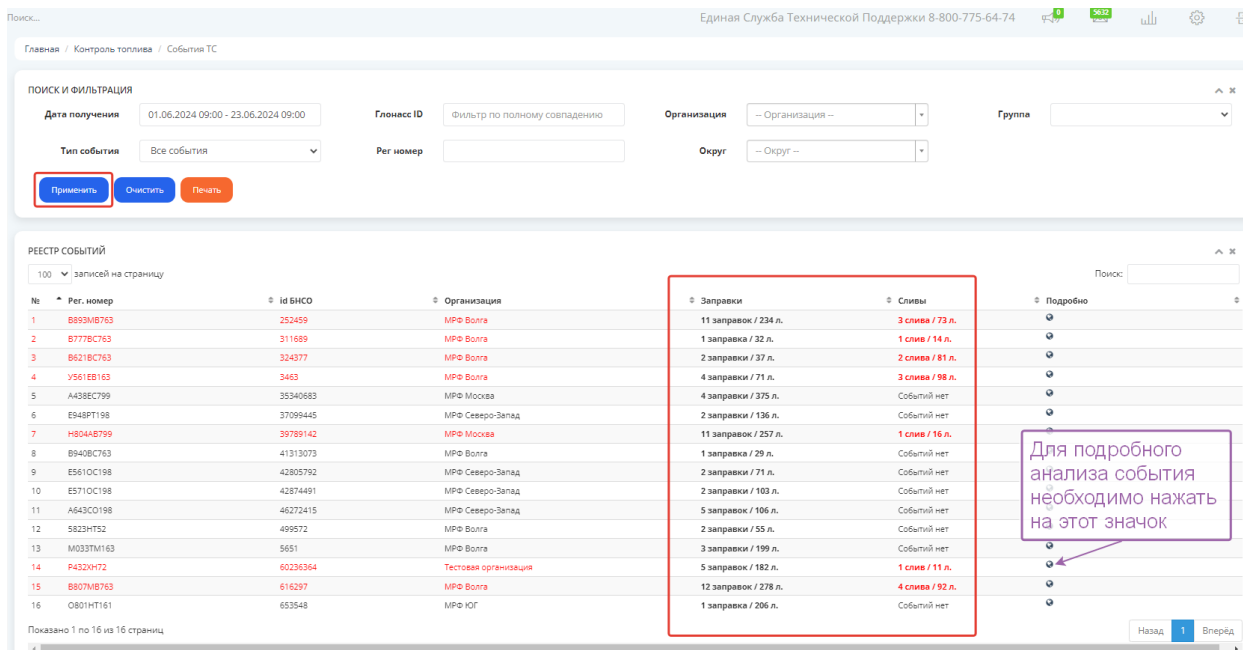 Поиск...
Единая Служба Технической Поддержки 8-800-775-64-74
0
5632
Главная / Контроль топлива / События ТС
ПОИСК И ФИЛЬТРАЦИЯ
Дата получения 01.06.2024 09:00 - 23.06.2024 09:00 Глонасс ID Фильтр по полному совпадению Организация -- Организация -- Группа
Тип события Все события Рег номер Округ -- Округ --
Применить Очистить Печать
РЕЕСТР СОБЫТИЙ
100 записей на страницу Поиск:
№ Рег. номер id БНСО Организация Заправки Сливы Подробно
1 В893МВ763 252459 МРФ Волга 11 заправок / 234 л. 3 слива / 73 л.
2 В777ВС763 311689 МРФ Волга 1 заправка / 32 л. 1 слив / 14 л.
3 В621ВС763 324377 МРФ Волга 2 заправки / 37 л. 2 слива / 81 л.
4 У561ЕВ163 3463 МРФ Волга 4 заправки / 71 л. 3 слива / 98 л.
5 А438ЕС799 35340683 МРФ Москва 4 заправки / 375 л. Событий нет
6 Е948РТ198 37099445 МРФ Северо-Запад 2 заправки / 136 л. Событий нет
7 Н804АВ799 39789142 МРФ Москва 11 заправок / 257 л. 1 слив / 16 л.
8 В940ВС763 41313073 МРФ Волга 1 заправка / 29 л. Событий нет
9 Е561ОС198 42805792 МРФ Северо-Запад 2 заправки / 71 л. Событий нет
10 Е571ОС198 42874491 МРФ Северо-Запад 2 заправки / 103 л. Событий нет
11 А643СО198 46272415 МРФ Северо-Запад 5 заправок / 106 л. Событий нет
12 5823НТ52 499572 МРФ Волга 2 заправки / 55 л. Событий нет
13 М033ТМ163 5651 МРФ Волга 3 заправки / 199 л. Событий нет
14 Р432ХН72 60236364 Тестовая организация 5 заправок / 182 л. 1 слив / 11 л.
15 В807МВ763 616297 МРФ Волга 12 заправок / 278 л. 4 слива / 92 л.
16 О801НТ161 653548 МРФ ЮГ 1 заправка / 206 л. Событий нет
Для подробного
анализа события
необходимо нажать
на этот значок
Показано 1 по 16 из 16 страниц
Назад 1 Вперёд